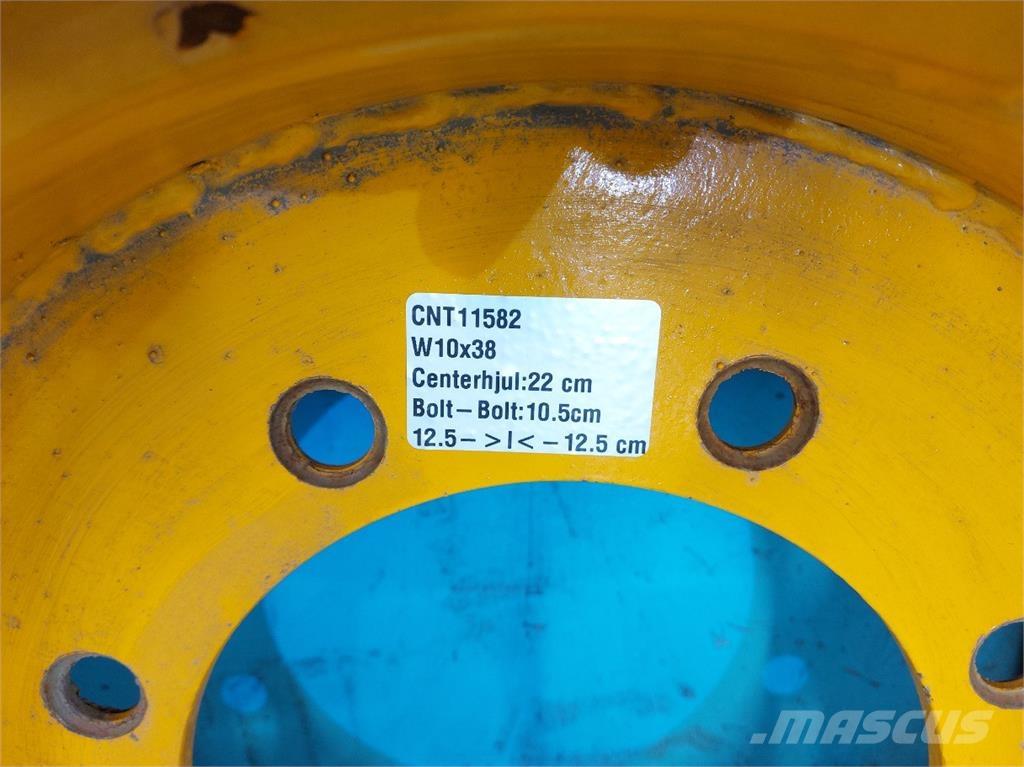 CNT11582
W10x38
Centerhjul:22 cm
Bolt-Bolt:10.5cm
12.5->I<-12.5 cm
MASCUS